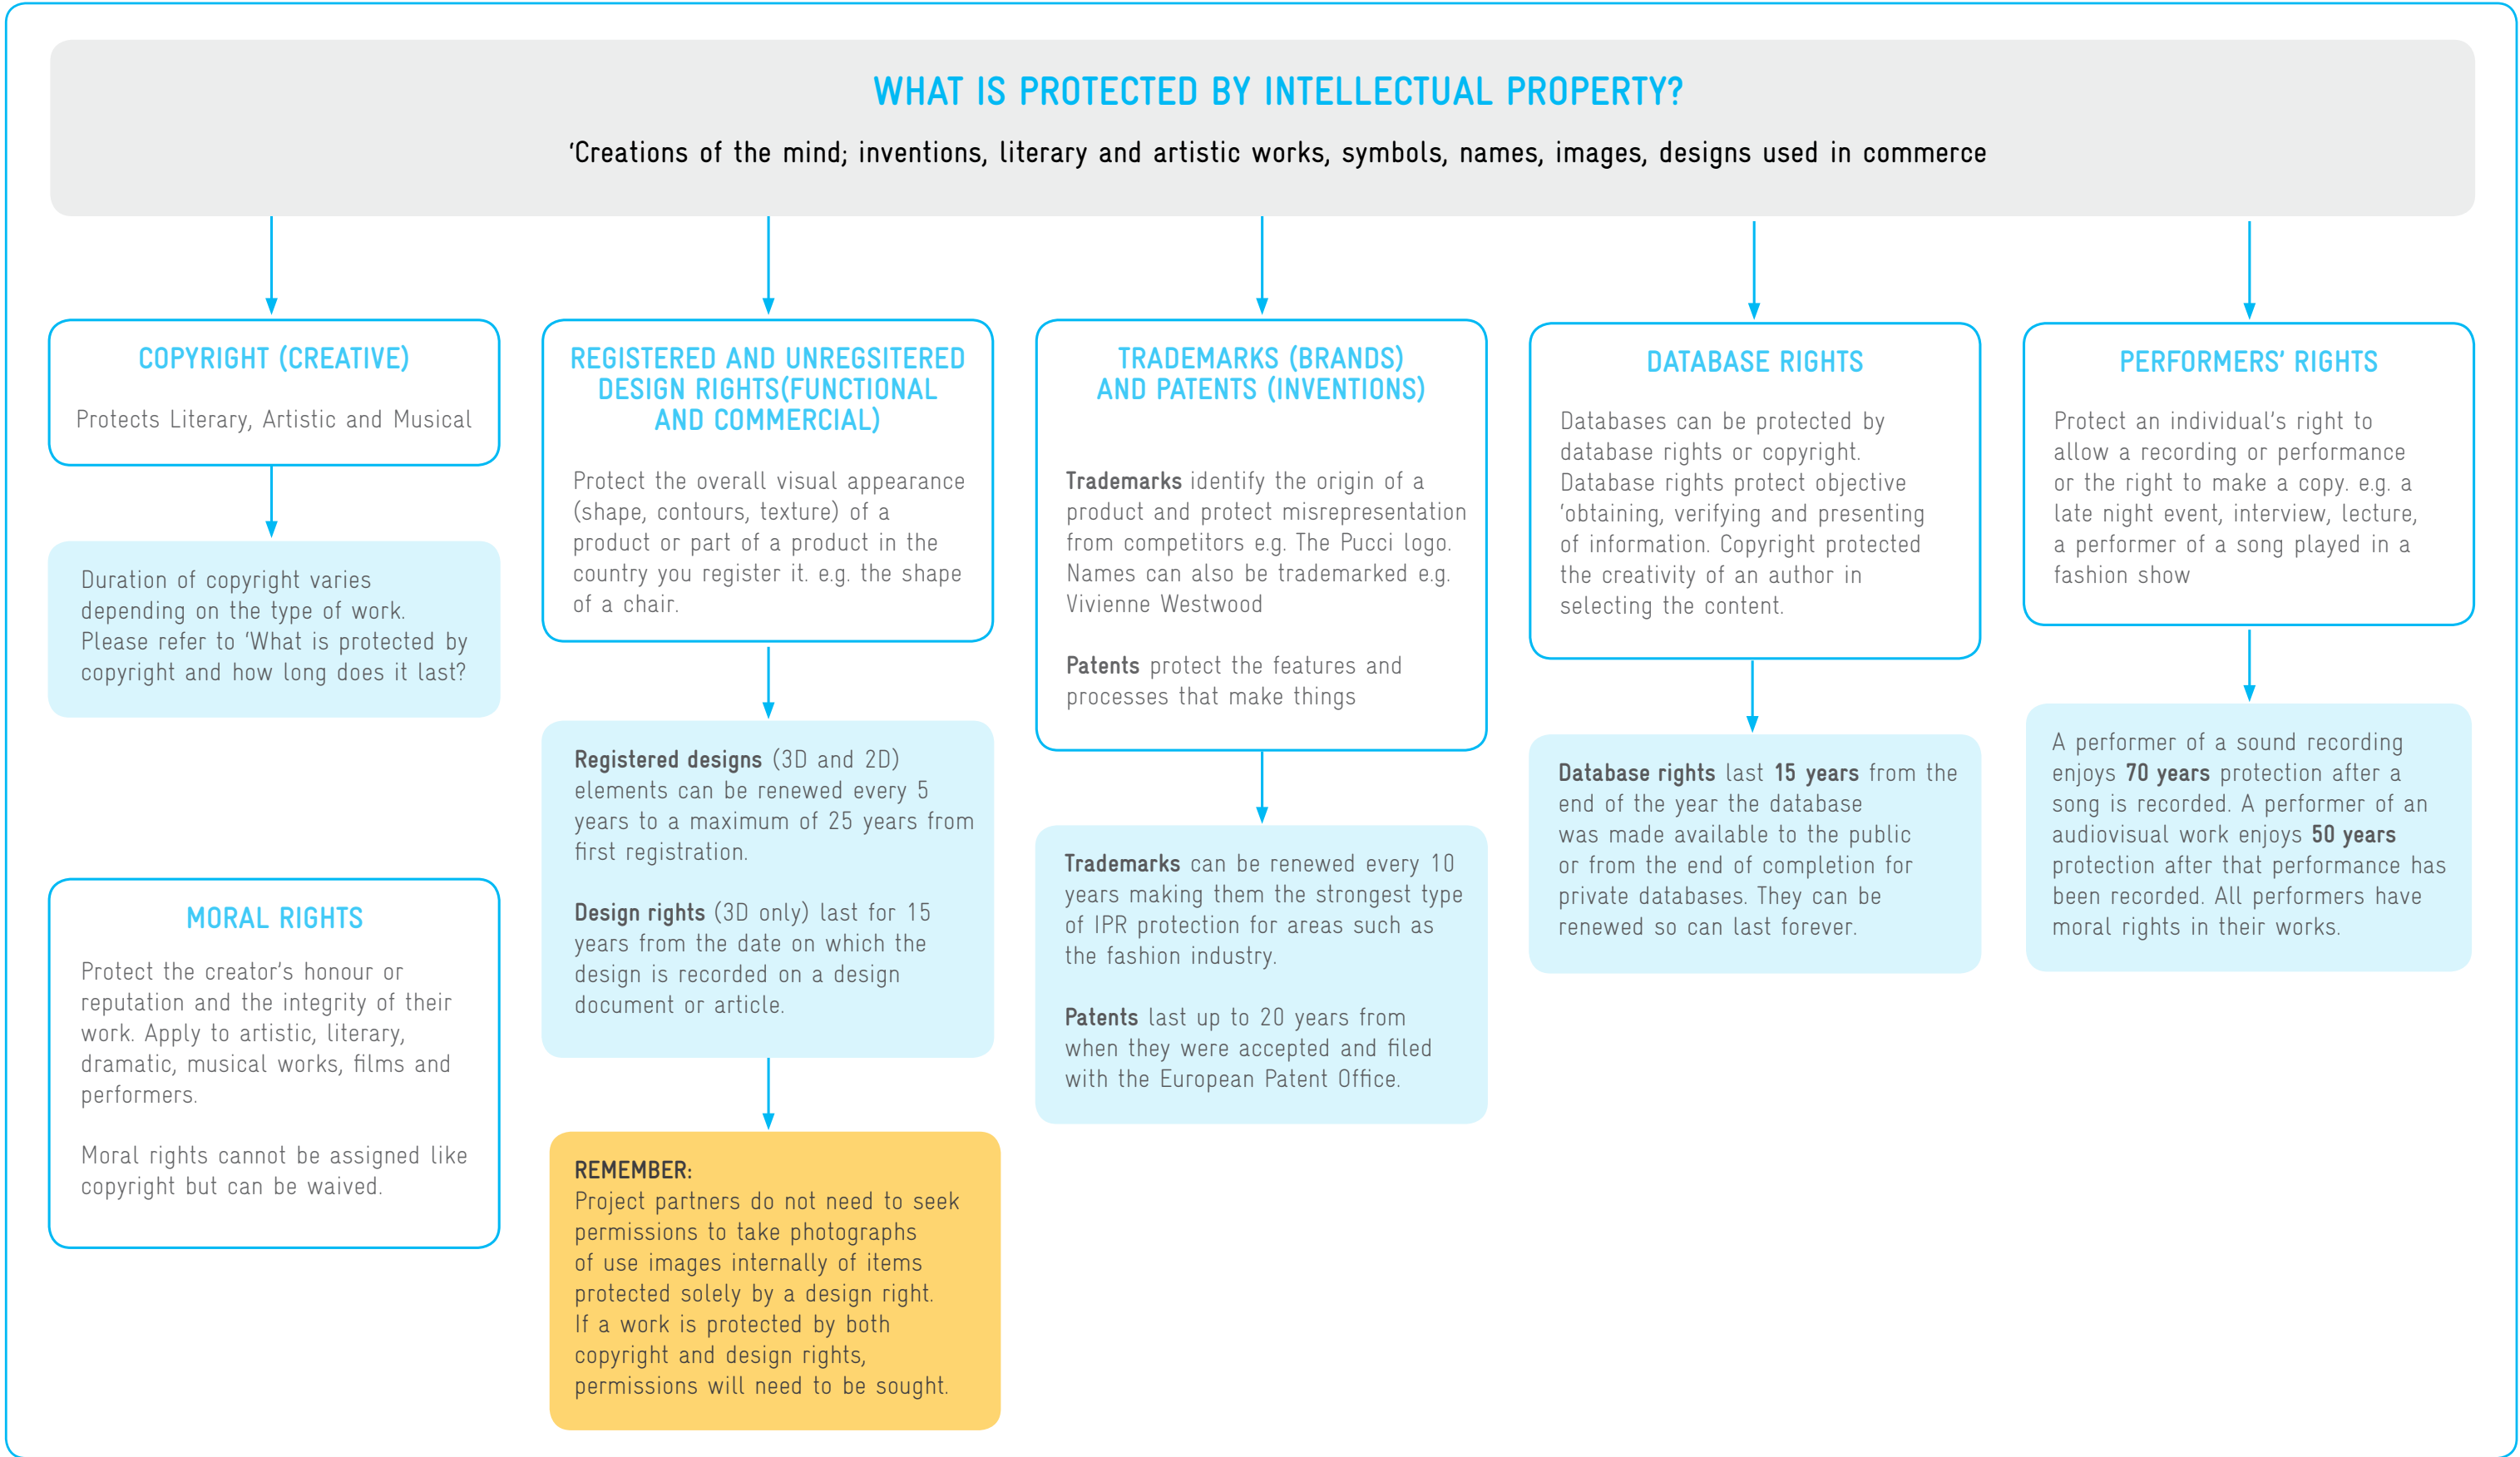 WHAT IS PROTECTED BY INTELLECTUAL PROPERTY?
‘Creations of the mind; inventions, literary and artistic works, symbols, names, images, designs used in commerce
COPYRIGHT (CREATIVE)
Protects Literary, Artistic and Musical
Duration of copyright varies
depending on the type of work.
Please refer to ‘What is protected by
copyright and how long does it last?
MORAL RIGHTS
Protect the creator’s honour or
reputation and the integrity of their
work. Apply to artistic, literary,
dramatic, musical works, films and
performers.
Moral rights cannot be assigned like
copyright but can be waived.
REGISTERED AND UNREGSITERED
DESIGN RIGHTS(FUNCTIONAL
AND COMMERCIAL)
Protect the overall visual appearance
(shape, contours, texture) of a
product or part of a product in the
country you register it. e.g. the shape
of a chair.
Registered designs (3D and 2D)
elements can be renewed every 5
years to a maximum of 25 years from
first registration.
Design rights (3D only) last for 15
years from the date on which the
design is recorded on a design
document or article.
REMEMBER:
Project partners do not need to seek
permissions to take photographs
of use images internally of items
protected solely by a design right.
If a work is protected by both
copyright and design rights,
permissions will need to be sought.
TRADEMARKS (BRANDS)
AND PATENTS (INVENTIONS)
Trademarks identify the origin of a
product and protect misrepresentation
from competitors e.g. The Pucci logo.
Names can also be trademarked e.g.
Vivienne Westwood
Patents protect the features and
processes that make things
Trademarks can be renewed every 10
years making them the strongest type
of IPR protection for areas such as
the fashion industry.
Patents last up to 20 years from
when they were accepted and filed
with the European Patent Office.
DATABASE RIGHTS
Databases can be protected by
database rights or copyright.
Database rights protect objective
‘obtaining, verifying and presenting
of information. Copyright protected
the creativity of an author in
selecting the content.
Database rights last 15 years from the
end of the year the database
was made available to the public
or from the end of completion for
private databases. They can be
renewed so can last forever.
PERFORMERS’ RIGHTS
Protect an individual’s right to
allow a recording or performance
or the right to make a copy. e.g. a
late night event, interview, lecture,
a performer of a song played in a
fashion show
A performer of a sound recording
enjoys 70 years protection after a
song is recorded. A performer of an
audiovisual work enjoys 50 years
protection after that performance has
been recorded. All performers have
moral rights in their works.